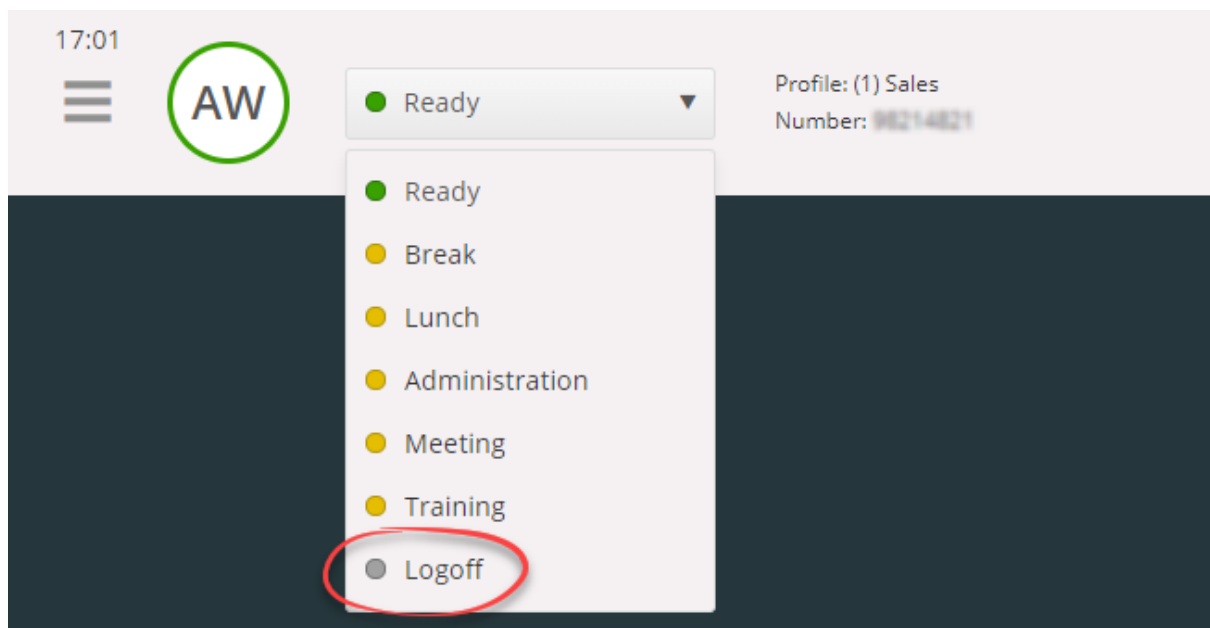 17:01
AW
Ready
Profile: (1) Sales
Number:
Ready
Break
Lunch
Administration
Meeting
Training
Logoff